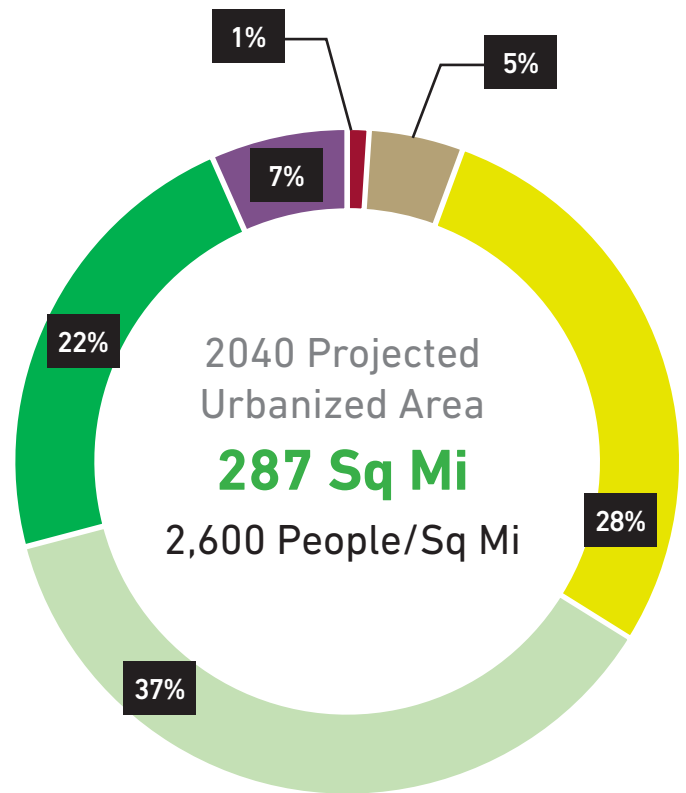 1%
5%
7%
22%
2040 Projected
Urbanized Area
287 Sq Mi
2,600 People/Sq Mi
28%
37%